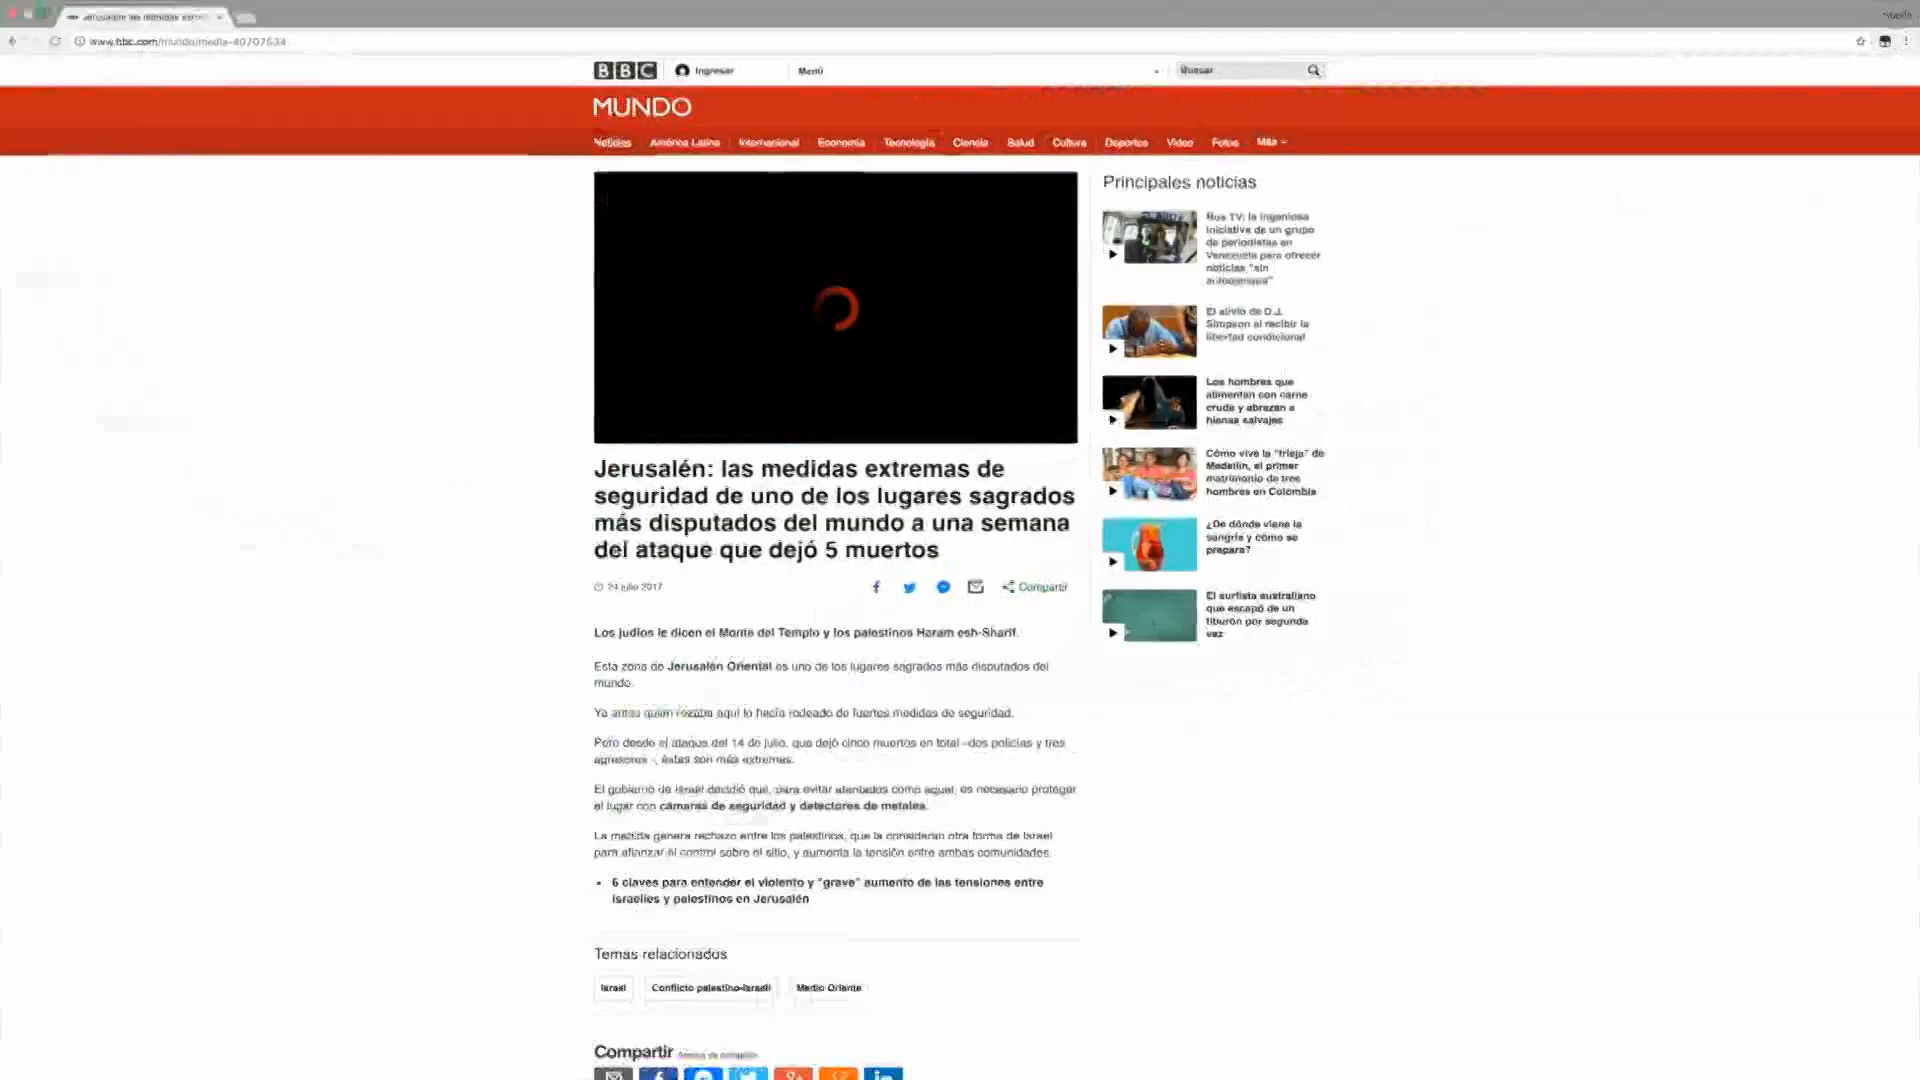 www.bbc.com/mundo/media-40707534
BBC
Ingresar
Menú
Buscar
MUNDO
Noticias América Latina Internacional Economía Tecnología Ciencia Salud Cultura Deportes Video Fotos Más
Principales noticias
Bus TV: la ingeniosa
iniciativa de un grupo
de periodistas en
Venezuela para ofrecer
noticias "sin
El alivio de O.J.
Simpson al recibir la
libertad condicional
Los hombres que
alimentan con carne
cruda y abrazan a
hienas salvajes
Cómo vive la "trieja" de
Medellín, el primer
matrimonio de tres
hombres en Colombia
¿De dónde viene la
sangría y cómo se
prepara?
El surfista australiano
que escapó de un
tiburón por segunda
vez
Jerusalén: las medidas extremas de
seguridad de uno de los lugares sagrados
más disputados del mundo a una semana
del ataque que dejó 5 muertos
24 julio 2017
Compartir
Los judíos le dicen el Monte del Templo y los palestinos Haram esh-Sharif.
Esta zona de Jerusalén Oriental es uno de los lugares sagrados más disputados del
mundo.
Ya antes quien rezaba aquí lo hacía rodeado de fuertes medidas de seguridad.
Pero desde el ataque del 14 de julio, que dejó cinco muertos en total -dos policías y tres
agresores -, éstas son más extremas.
El gobierno de Israel decidió que, para evitar atentados como aquel, es necesario proteger
el lugar con cámaras de seguridad y detectores de metales.
La medida genera rechazo entre los palestinos, que la consideran otra forma de Israel
para afianzar el control sobre el sitio, y aumenta la tensión entre ambas comunidades.
• 6 claves para entender el violento y "grave" aumento de las tensiones entre
israelíes y palestinos en Jerusalén
Temas relacionados
Israel
Conflicto palestino-israelí
Medio Oriente
Compartir